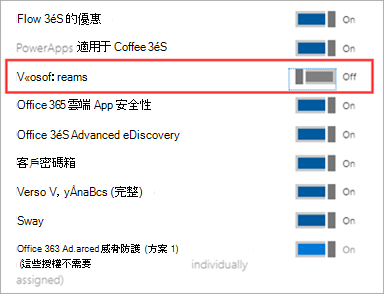 Flow 3éS 的優惠 On
PowerApps 適用于 Coffee 3éS On
V«osof: reams Off
Office 365 雲端 App 安全性 On
Office 3éS Advanced eDiscovery On
客戶密碼箱 On
Verso V, yÁnaBcs (完整) On
Sway On
Office 363 Ad.arced 威脅防護 (方案 1) On
(這些授權不需要 individually
assigned)